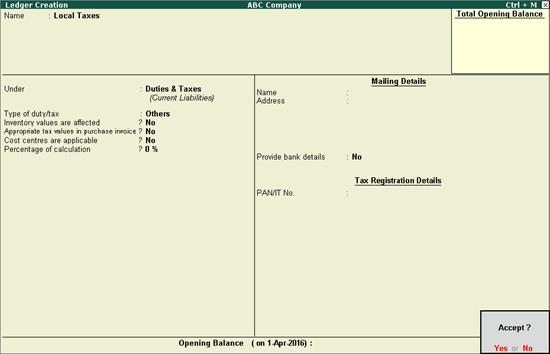 Ledger Creation ABC Company Ctrl + M
Name : Local Taxes
Total Opening Balance
Under : Duties & Taxes
(Current Liabilities)
Type of duty/tax : Others
Inventory values are affected ? No
Appropriate tax values in purchase invoice ? No
Cost centres are applicable ? No
Percentage of calculation ? 0 %
Mailing Details
Name :
Address :
Provide bank details : No
Tax Registration Details
PAN/IT No. :
Opening Balance ( on 1-Apr-2016) :
Accept ?
Yes or No